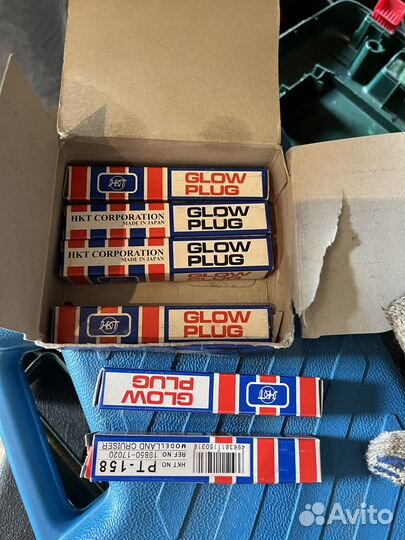 HKT
GLOW
PLUG
HKT CORPORATION
MADE IN JAPAN
GLOW
PLUG
HKT CORPORATION
MADE IN JAPAN
GLOW
PLUG
HKT
GLOW
PLUG
GLOW
PLUG
HKT
HKT NO.
PT-158
REF NO.
19850-17020
MODEL LAND CRUISER
4963811150318
Avito